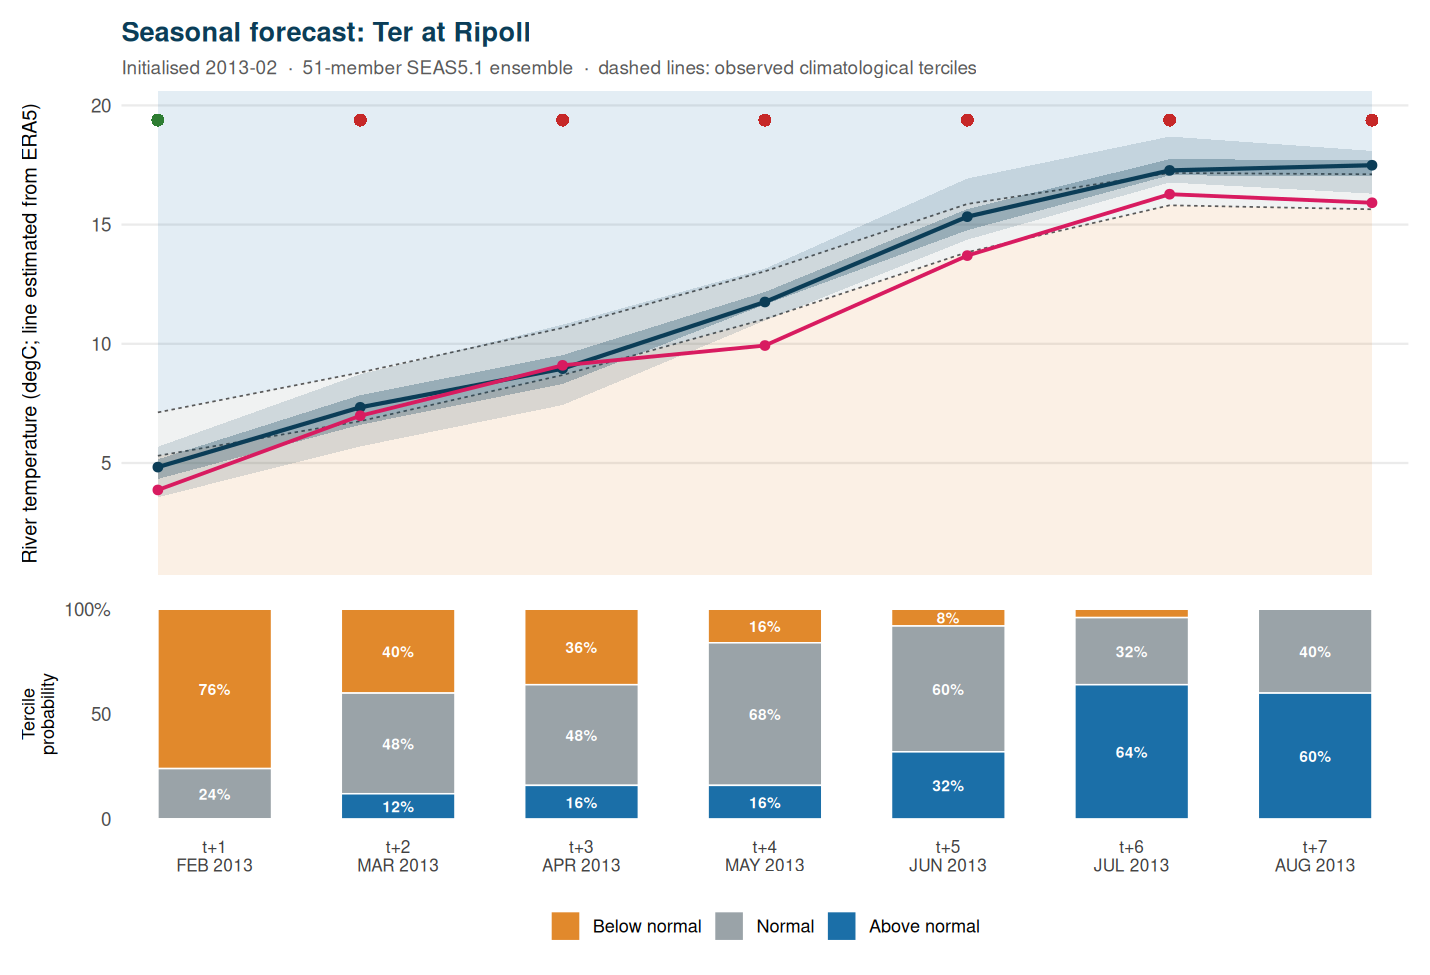 Seasonal forecast: Ter at Ripoll
Initialised 2013-02 · 51-member SEAS5.1 ensemble · dashed lines: observed climatological terciles
River temperature (degC; line estimated from ERA5)
20
15
10
5
Tercile
probability
100%
50
0
76%
24%
40%
48%
12%
36%
48%
16%
16%
68%
16%
8%
60%
32%
32%
64%
40%
60%
t+1
FEB 2013
t+2
MAR 2013
t+3
APR 2013
t+4
MAY 2013
t+5
JUN 2013
t+6
JUL 2013
t+7
AUG 2013
Below normal
Normal
Above normal